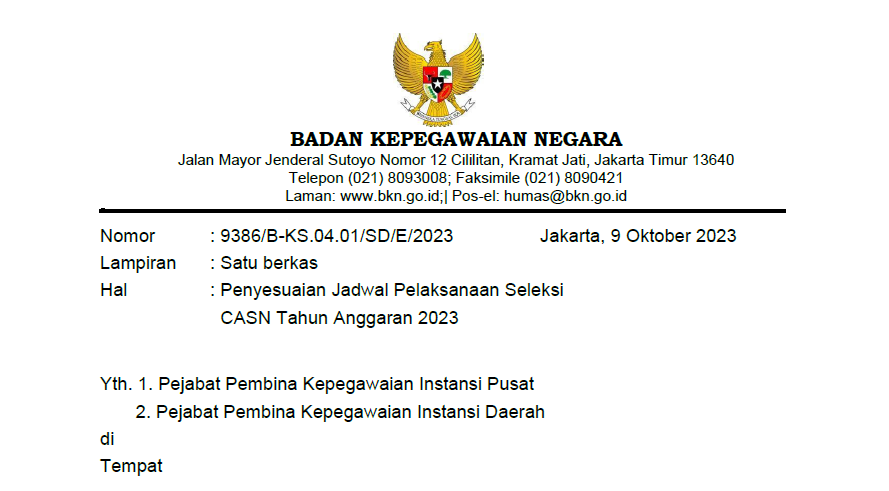 BADAN KEPEGAWAIAN NEGARA
Jalan Mayor Jenderal Sutoyo Nomor 12 Cililitan, Kramat Jati, Jakarta Timur 13640
Telepon (021) 8093008; Faksimile (021) 8090421
Laman: www.bkn.go.id;| Pos-el: humas@bkn.go.id
Nomor : 9386/B-KS.04.01/SD/E/2023 Jakarta, 9 Oktober 2023
Lampiran : Satu berkas
Hal : Penyesuaian Jadwal Pelaksanaan Seleksi
CASN Tahun Anggaran 2023
Yth. 1. Pejabat Pembina Kepegawaian Instansi Pusat
2. Pejabat Pembina Kepegawaian Instansi Daerah
di
Tempat